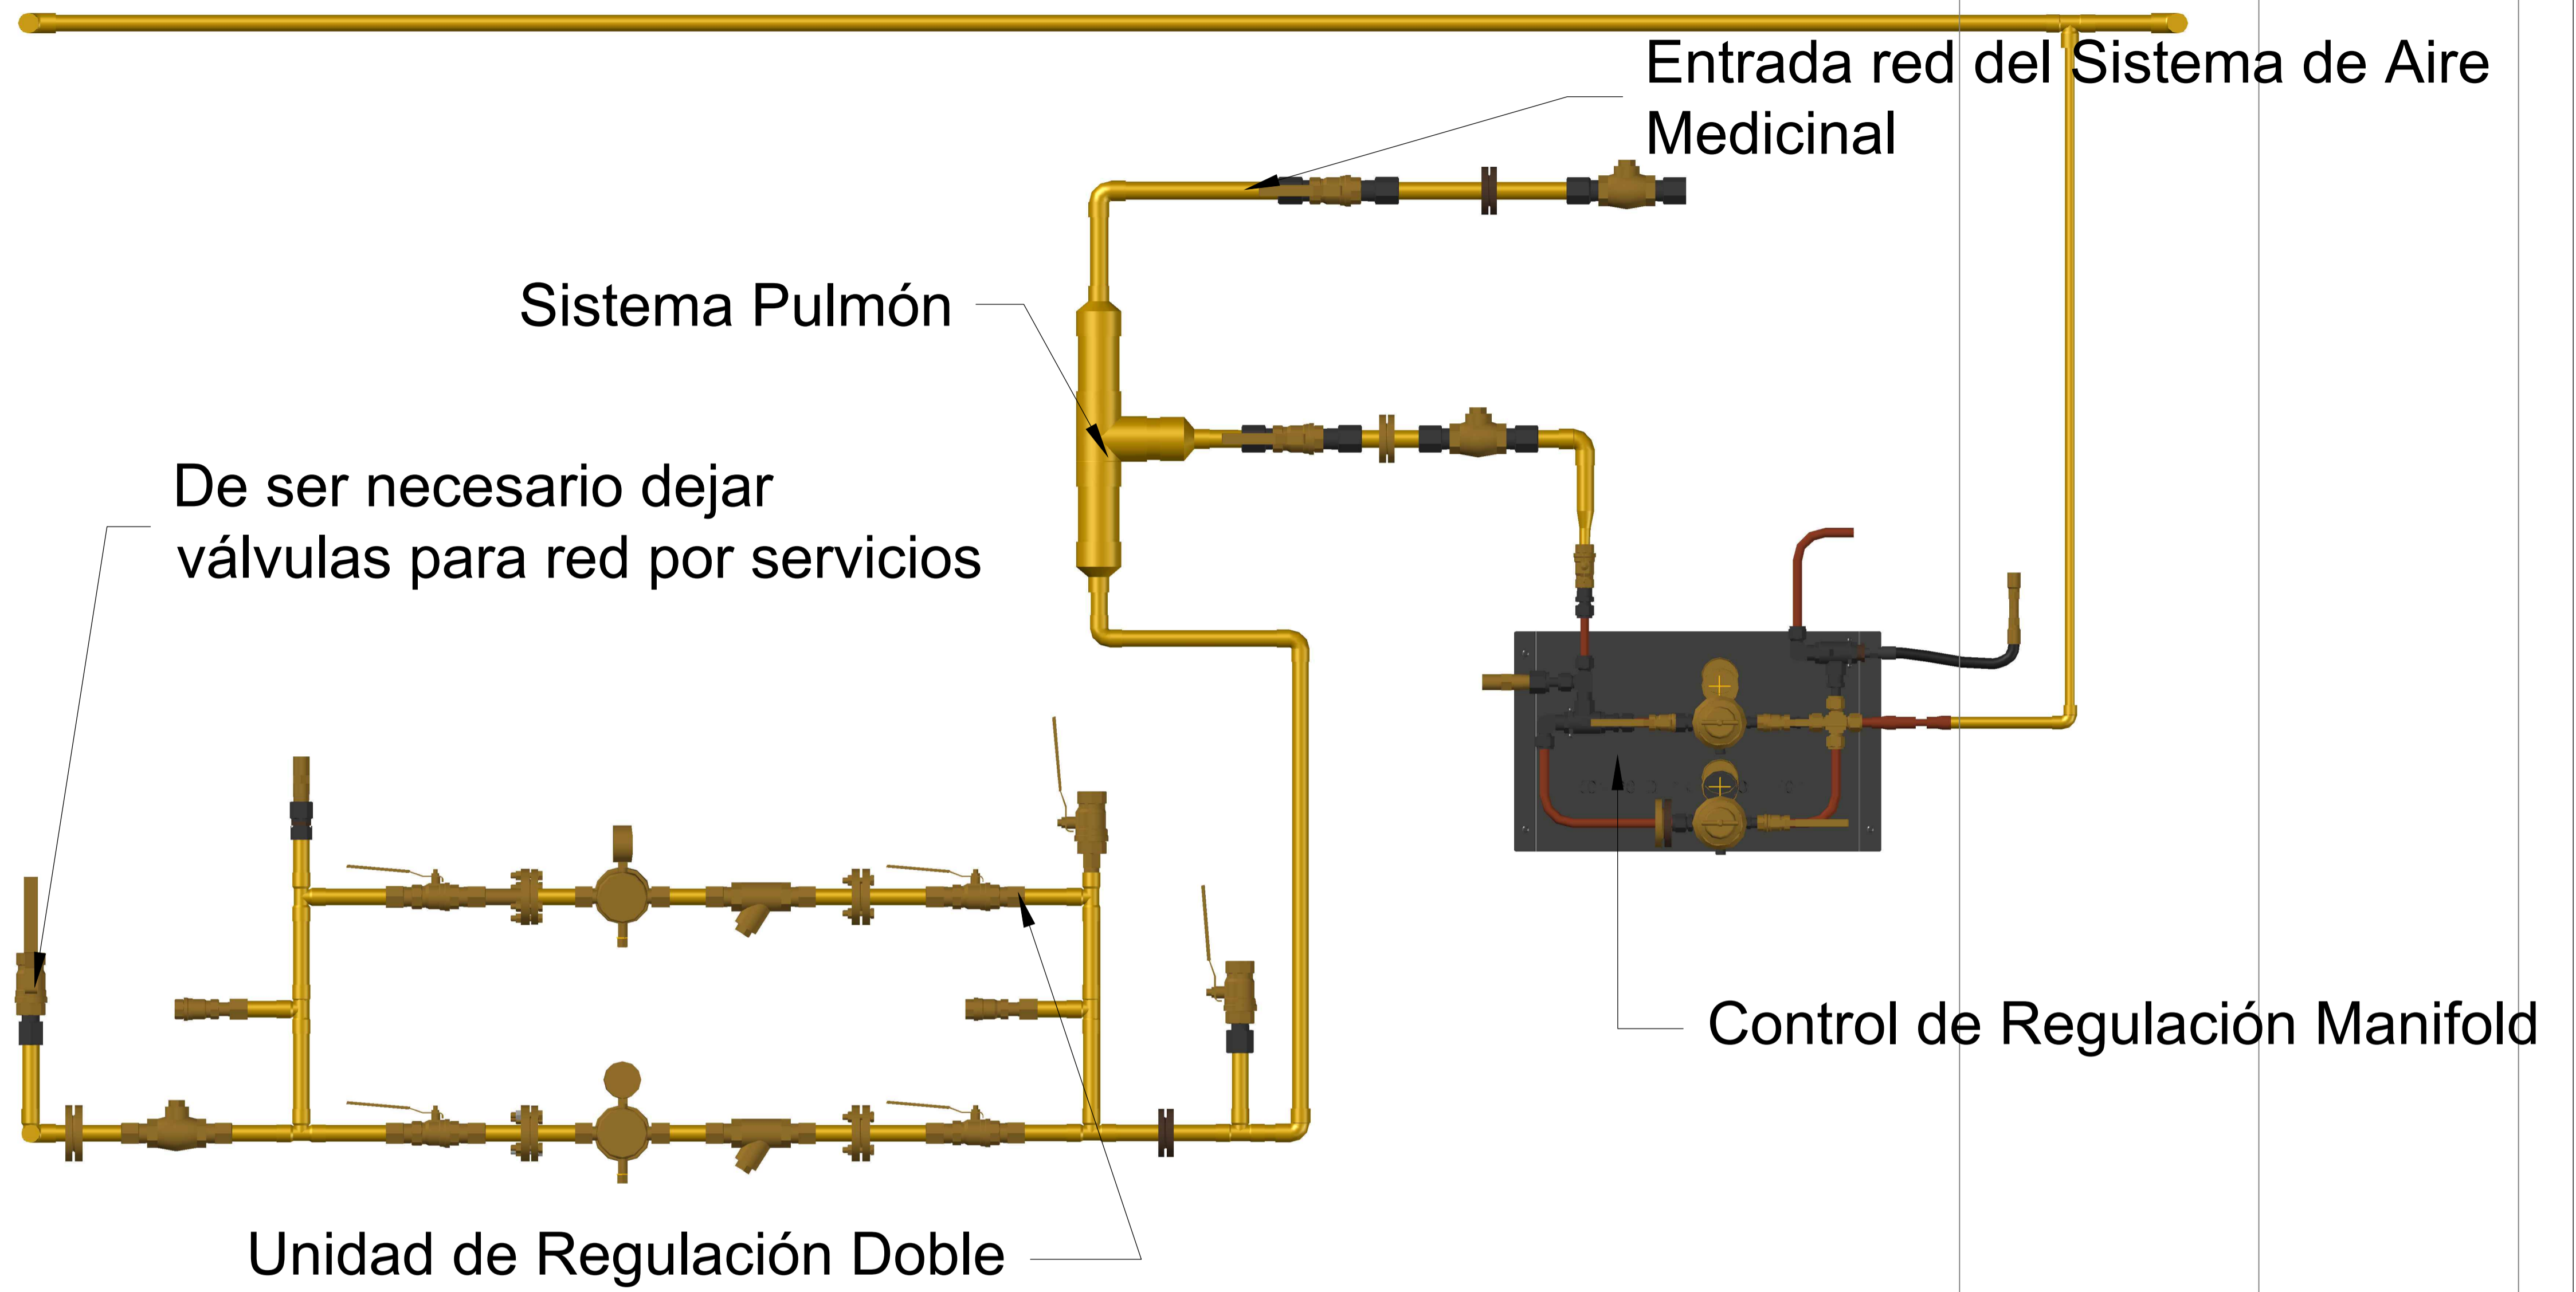 Entrada red del Sistema de Aire
Medicinal
Sistema Pulmón
De ser necesario dejar
válvulas para red por servicios
Control de Regulación Manifold
Unidad de Regulación Doble